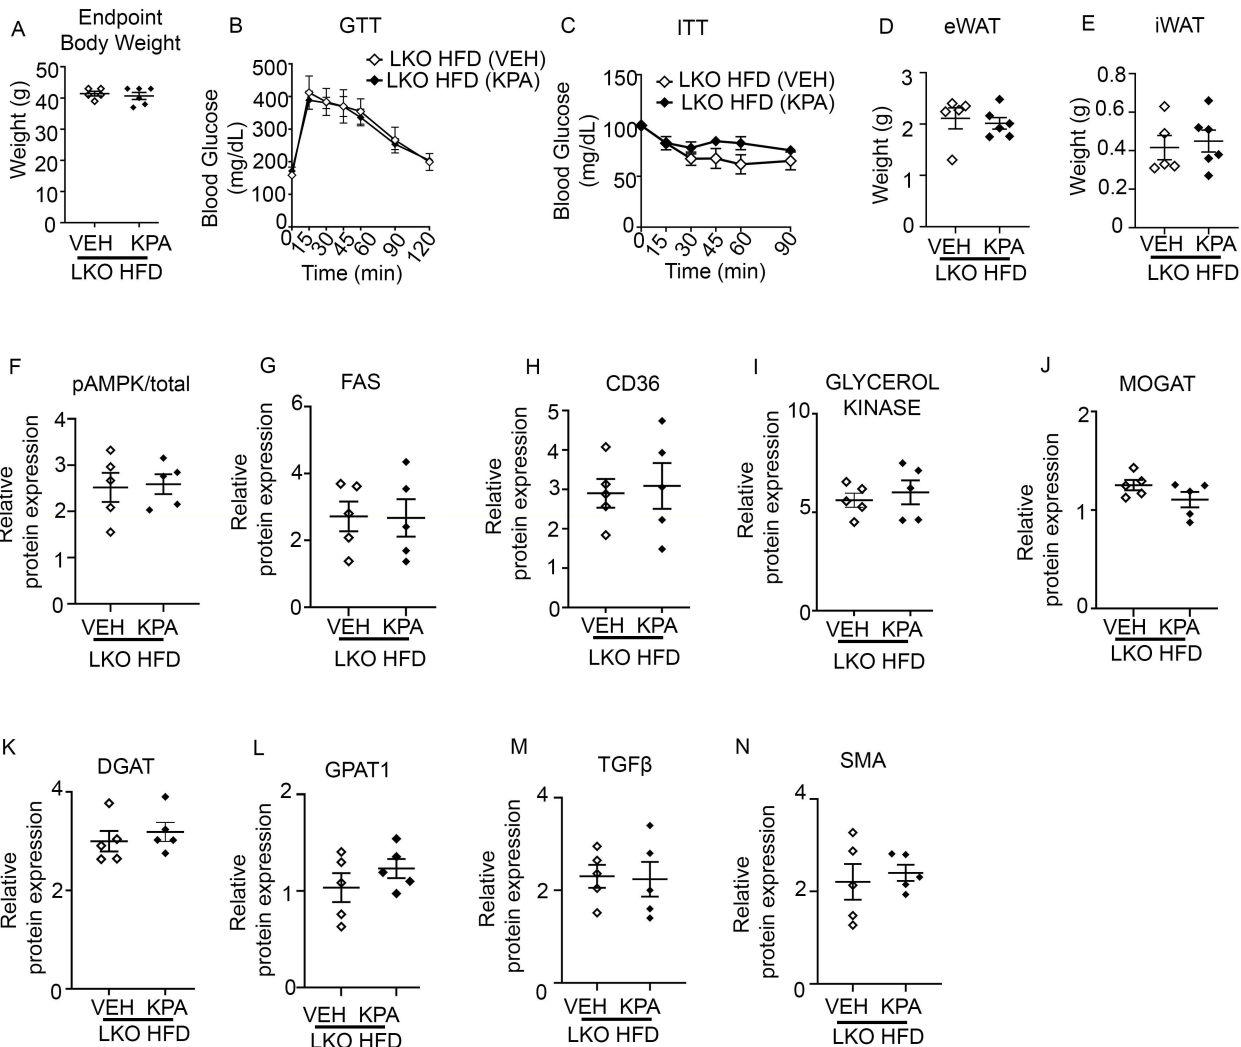 A
Endpoint
Body Weight
Weight (g)
50
40
30
20
10
0
VEH KPA
LKO HFD
B
GTT
LKO HFD (VEH)
LKO HFD (KPA)
Blood Glucose
(mg/dL)
500
400
300
200
100
0
0 15 30 45 60 90 120
Time (min)
C
ITT
LKO HFD (VEH)
LKO HFD (KPA)
Blood Glucose
(mg/dL)
150
100
50
0
0 15 30 45 60 90
Time (min)
D
eWAT
Weight (g)
3
2
1
0
VEH KPA
LKO HFD
E
iWAT
Weight (g)
0.8
0.6
0.4
0.2
0
VEH KPA
LKO HFD
F
pAMPK/total
Relative
protein expression
4
3
2
1
0
VEH KPA
LKO HFD
G
FAS
Relative
protein expression
6
4
2
0
VEH KPA
LKO HFD
H
CD36
Relative
protein expression
5
4
3
2
1
0
VEH KPA
LKO HFD
I
GLYCEROL
KINASE
Relative
protein expression
10
5
0
VEH KPA
LKO HFD
J
MOGAT
Relative
protein expression
2
1
0
VEH KPA
LKO HFD
K
DGAT
Relative
protein expression
4
2
0
VEH KPA
LKO HFD
L
GPAT1
Relative
protein expression
2
1
0
VEH KPA
LKO HFD
M
TGFβ
Relative
protein expression
4
2
0
VEH KPA
LKO HFD
N
SMA
Relative
protein expression
4
2
0
VEH KPA
LKO HFD